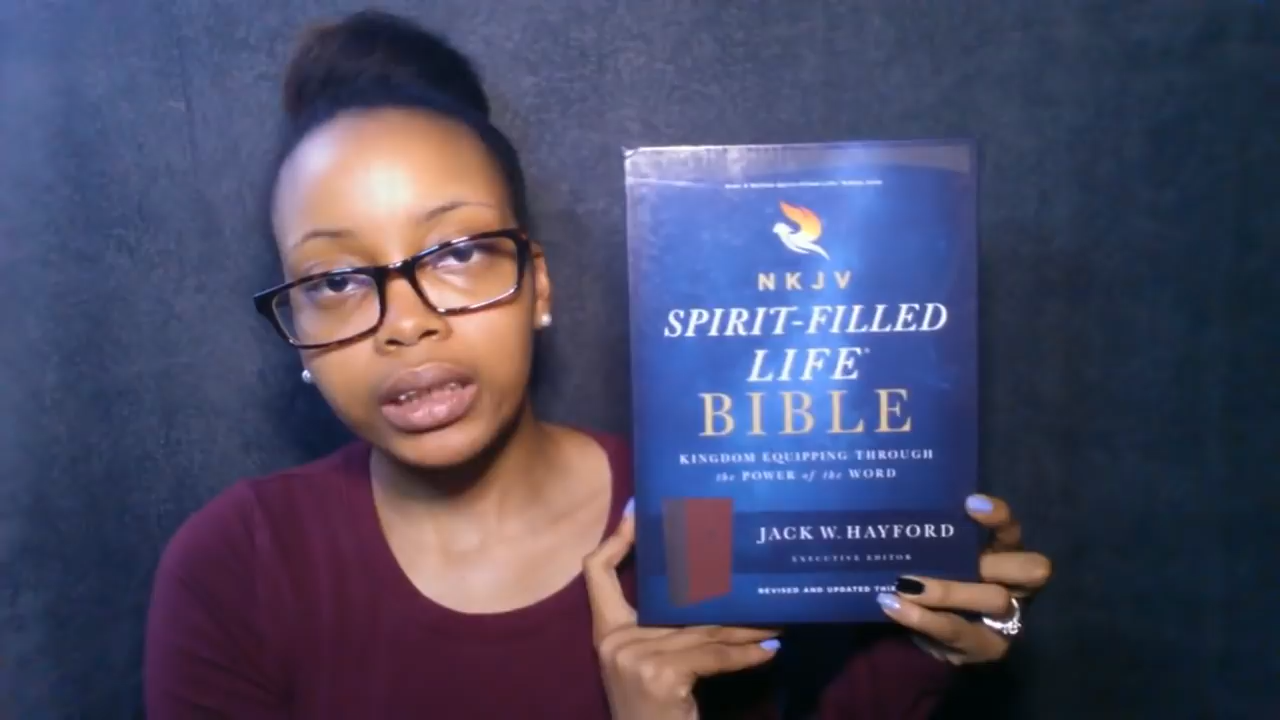 NKJV
SPIRIT-FILLED
LIFE®
BIBLE
KINGDOM EQUIPPING THROUGH
the POWER of the WORD
JACK W. HAYFORD
EXECUTIVE EDITOR
REVISED AND UPDATED